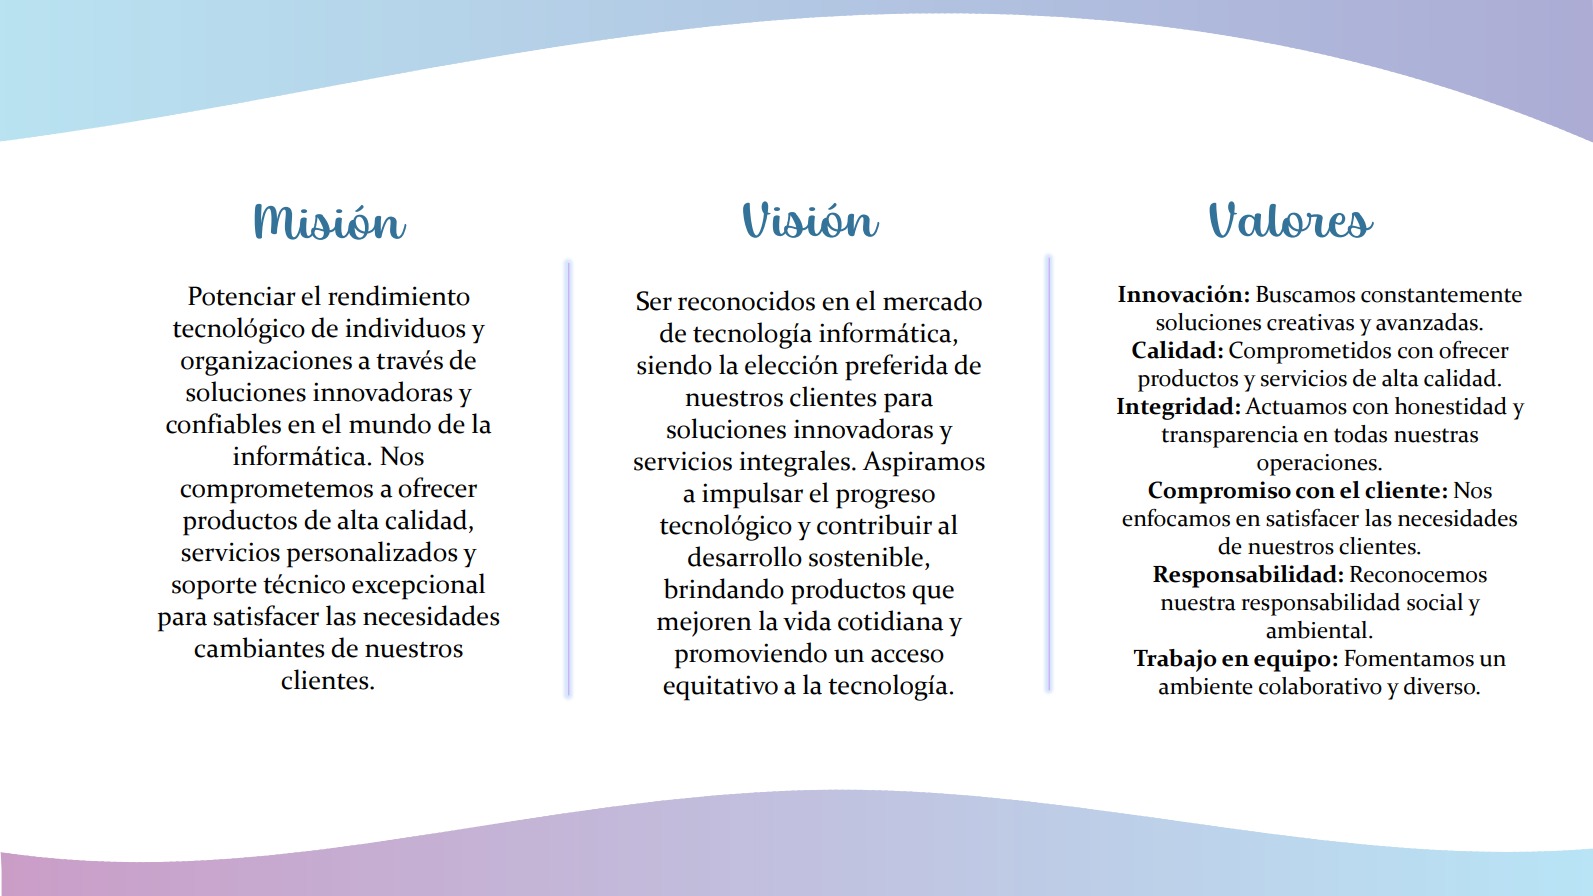 Misión
Potenciar el rendimiento
tecnológico de individuos y
organizaciones a través de
soluciones innovadoras y
confiables en el mundo de la
informática. Nos
comprometemos a ofrecer
productos de alta calidad,
servicios personalizados y
soporte técnico excepcional
para satisfacer las necesidades
cambiantes de nuestros
clientes.
Visión
Ser reconocidos en el mercado
de tecnología informática,
siendo la elección preferida de
nuestros clientes para
soluciones innovadoras y
servicios integrales. Aspiramos
a impulsar el progreso
tecnológico y contribuir al
desarrollo sostenible,
brindando productos que
mejoren la vida cotidiana y
promoviendo un acceso
equitativo a la tecnología.
Valores
Innovación: Buscamos constantemente
soluciones creativas y avanzadas.
Calidad: Comprometidos con ofrecer
productos y servicios de alta calidad.
Integridad: Actuamos con honestidad y
transparencia en todas nuestras
operaciones.
Compromiso con el cliente: Nos
enfocamos en satisfacer las necesidades
de nuestros clientes.
Responsabilidad: Reconocemos
nuestra responsabilidad social y
ambiental.
Trabajo en equipo: Fomentamos un
ambiente colaborativo y diverso.